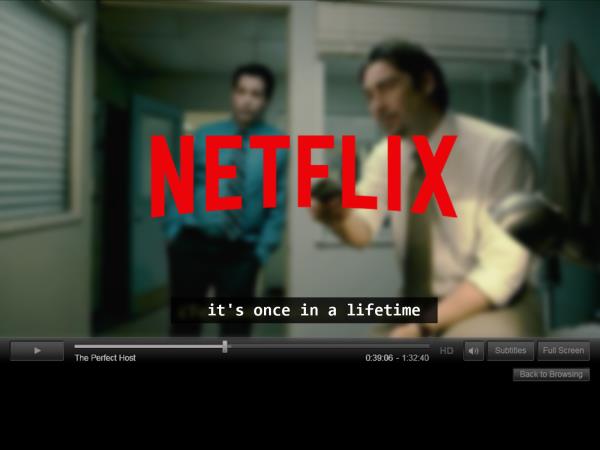 NETFLIX
it's once in a lifetime
HD
Subtitles
Full Screen
The Perfect Host
0:39:06 - 1:32:40
Back to Browsing